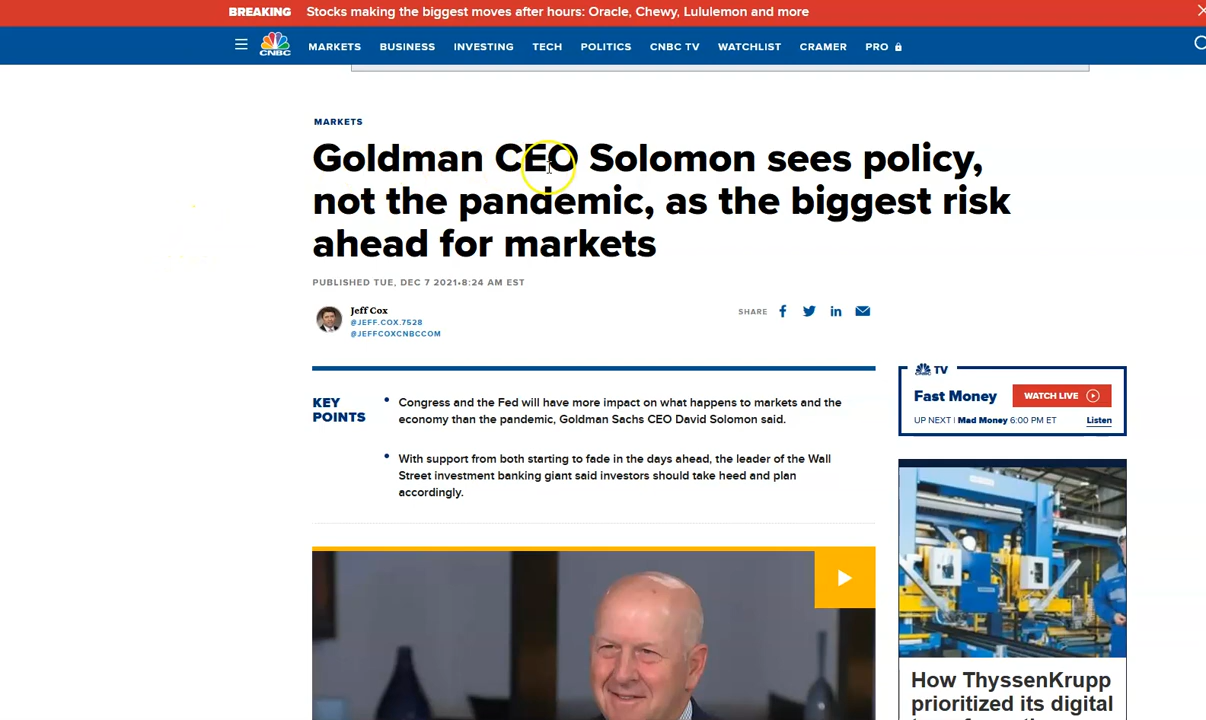 BREAKING Stocks making the biggest moves after hours: Oracle, Chewy, Lululemon and more
CNBC MARKETS BUSINESS INVESTING TECH POLITICS CNBC TV WATCHLIST CRAMER PRO
MARKETS
Goldman CEO Solomon sees policy,
not the pandemic, as the biggest risk
ahead for markets
PUBLISHED TUE, DEC 7 2021•8:24 AM EST
Jeff Cox
@JEFF.COX.7528
@JEFFCOXCNBCCOM
SHARE
KEY
POINTS
• Congress and the Fed will have more impact on what happens to markets and the
economy than the pandemic, Goldman Sachs CEO David Solomon said.
• With support from both starting to fade in the days ahead, the leader of the Wall
Street investment banking giant said investors should take heed and plan
accordingly.
CNBC TV
Fast Money WATCH LIVE
UP NEXT | Mad Money 6:00 PM ET Listen
How ThyssenKrupp
prioritized its digital